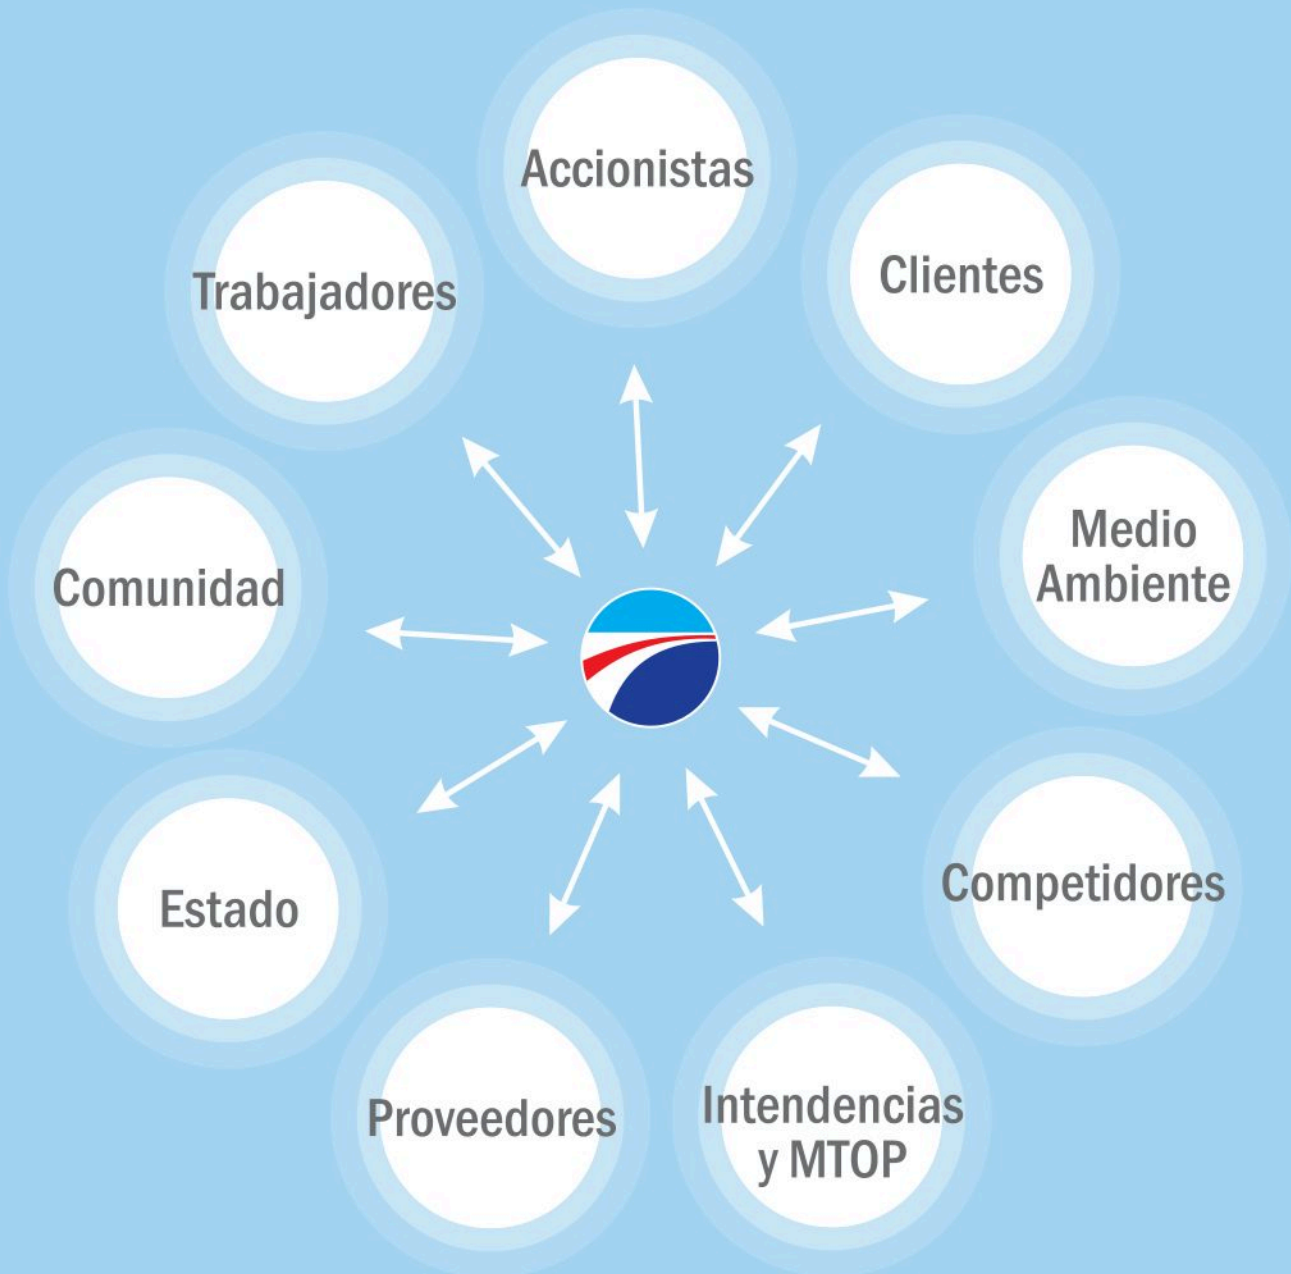 Accionistas
Clientes
Trabajadores
Medio
Ambiente
Comunidad
Competidores
Estado
Intendencias
y MTOP
Proveedores